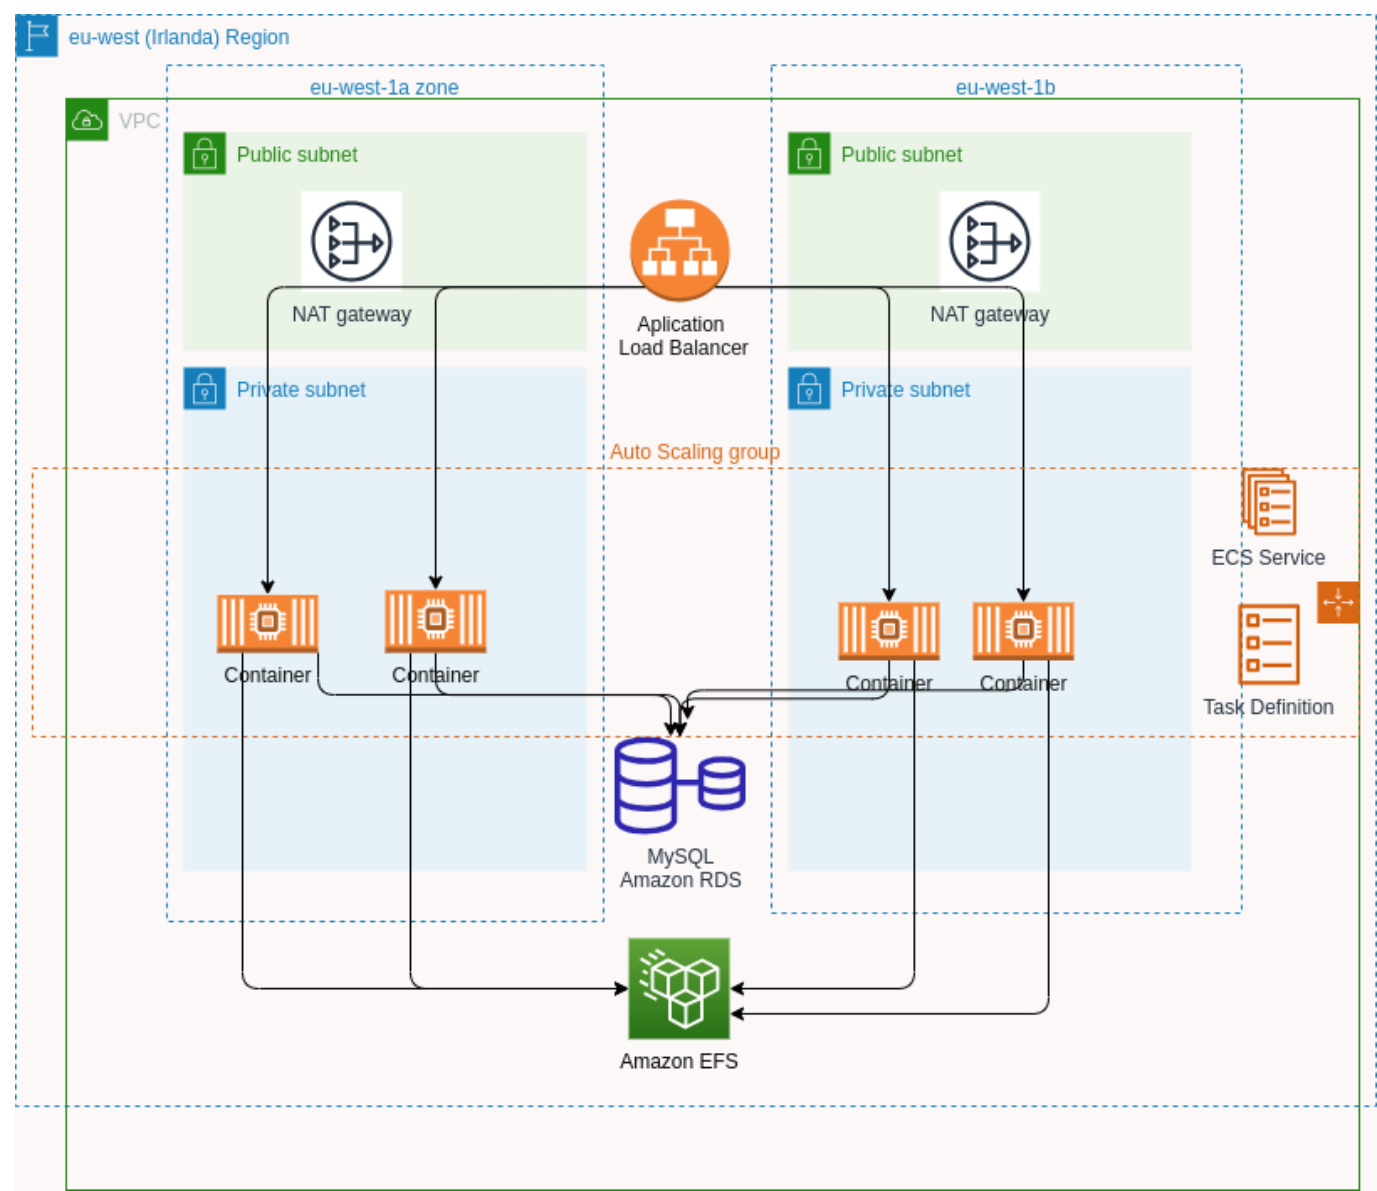 eu-west (Irlanda) Region
eu-west-1a zone
eu-west-1b
VPC
Public subnet
Public subnet
NAT gateway
NAT gateway
Aplication
Load Balancer
Private subnet
Private subnet
Auto Scaling group
ECS Service
Container
Container
Container
Container
Task Definition
MySQL
Amazon RDS
Amazon EFS